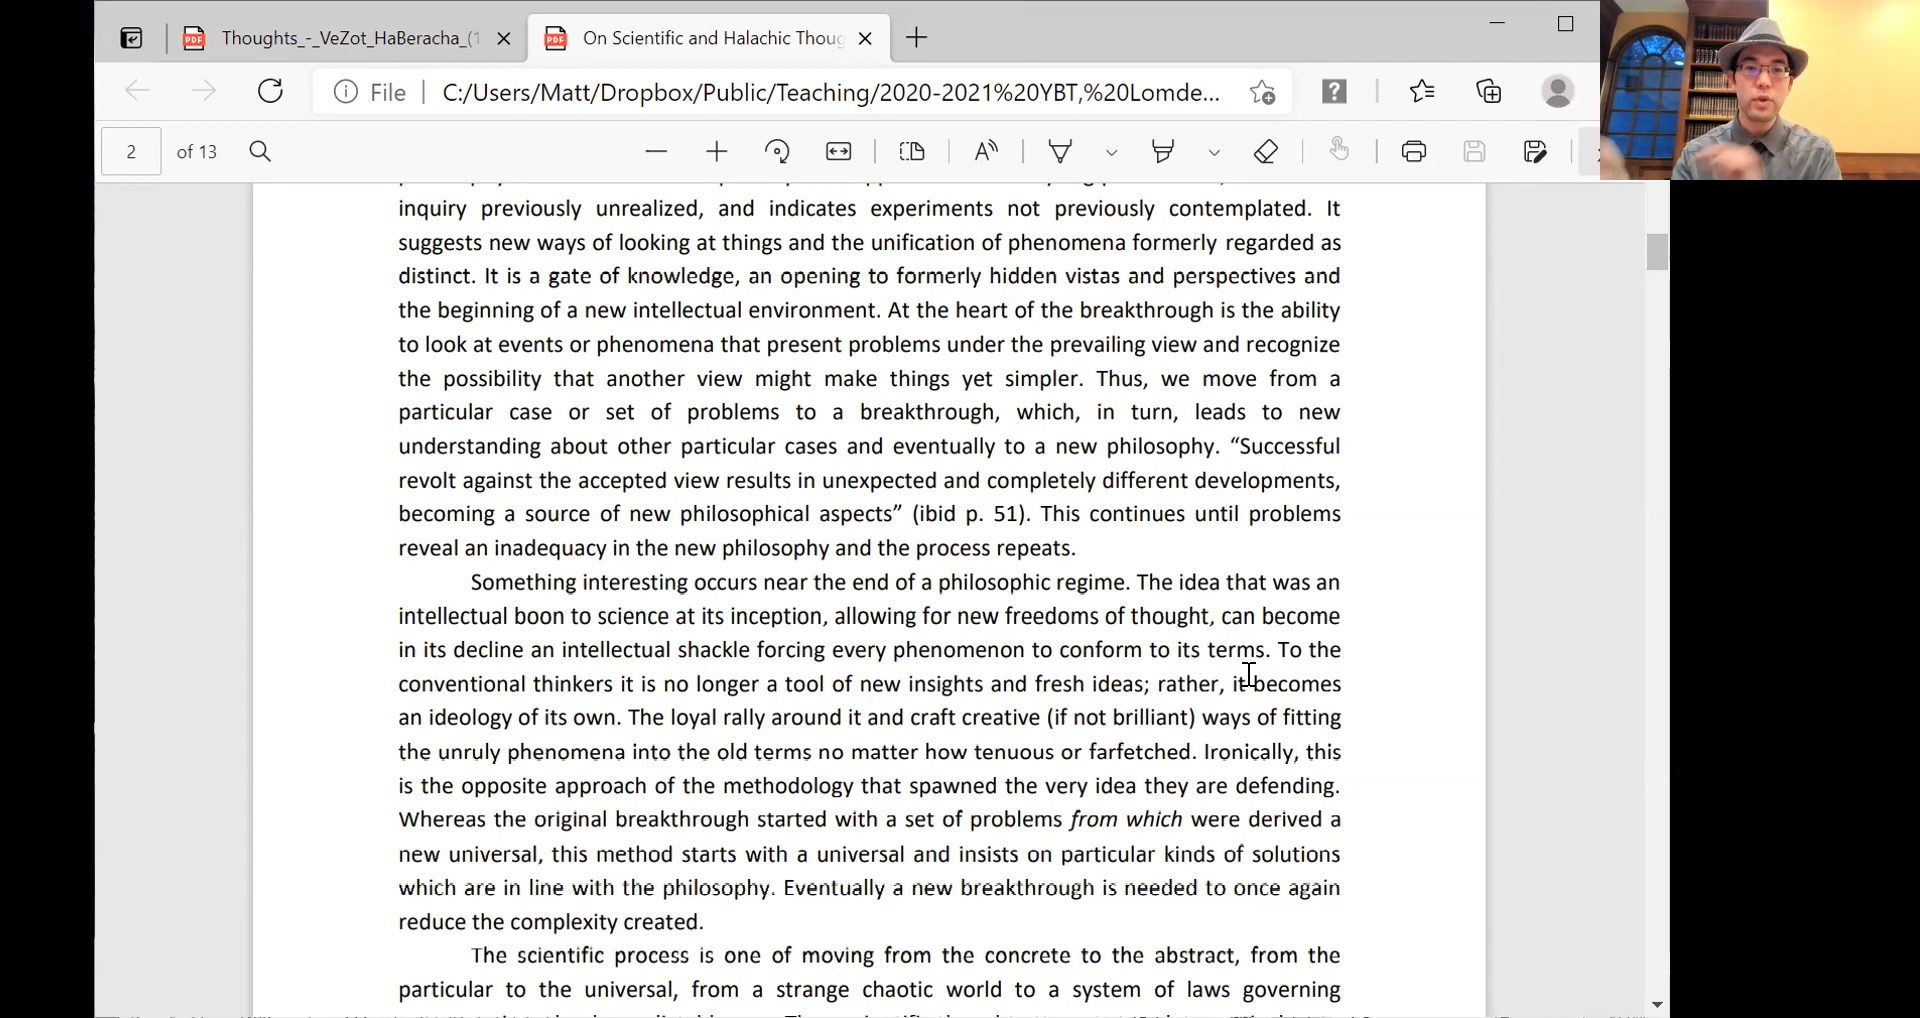 Thoughts_-_VeZot_HaBeracha_(1
On Scientific and Halachic Thoug
File
C:/Users/Matt/Dropbox/Public/Teaching/2020-2021%20YBT,%20Lomde...
2 of 13
inquiry previously unrealized, and indicates experiments not previously contemplated. It
suggests new ways of looking at things and the unification of phenomena formerly regarded as
distinct. It is a gate of knowledge, an opening to formerly hidden vistas and perspectives and
the beginning of a new intellectual environment. At the heart of the breakthrough is the ability
to look at events or phenomena that present problems under the prevailing view and recognize
the possibility that another view might make things yet simpler. Thus, we move from a
particular case or set of problems to a breakthrough, which, in turn, leads to new
understanding about other particular cases and eventually to a new philosophy. “Successful
revolt against the accepted view results in unexpected and completely different developments,
becoming a source of new philosophical aspects” (ibid p. 51). This continues until problems
reveal an inadequacy in the new philosophy and the process repeats.
Something interesting occurs near the end of a philosophic regime. The idea that was an
intellectual boon to science at its inception, allowing for new freedoms of thought, can become
in its decline an intellectual shackle forcing every phenomenon to conform to its terms. To the
conventional thinkers it is no longer a tool of new insights and fresh ideas; rather, it becomes
an ideology of its own. The loyal rally around it and craft creative (if not brilliant) ways of fitting
the unruly phenomena into the old terms no matter how tenuous or farfetched. Ironically, this
is the opposite approach of the methodology that spawned the very idea they are defending.
Whereas the original breakthrough started with a set of problems from which were derived a
new universal, this method starts with a universal and insists on particular kinds of solutions
which are in line with the philosophy. Eventually a new breakthrough is needed to once again
reduce the complexity created.
The scientific process is one of moving from the concrete to the abstract, from the
particular to the universal, from a strange chaotic world to a system of laws governing